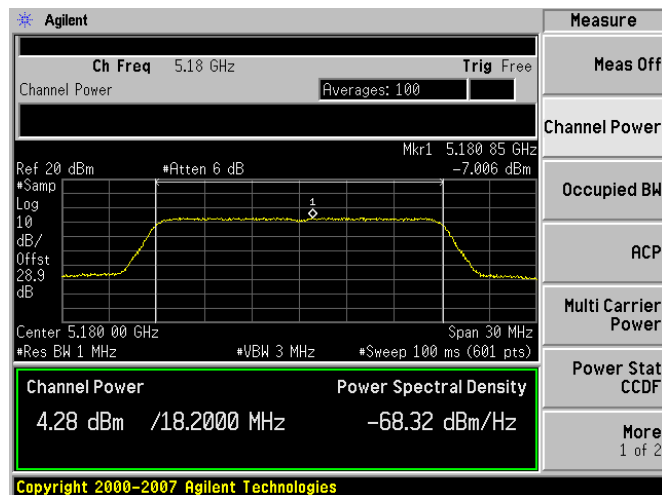 Agilent
Measure
Ch Freq 5.18 GHz Trig Free
Channel Power Averages: 100
Mkr1 5.180 85 GHz
Ref 20 dBm #Atten 6 dB -7.006 dBm
#Samp
Log
10
dB/
Offst
28.9
dB
1
Center 5.180 00 GHz Span 30 MHz
#Res BW 1 MHz #VBW 3 MHz #Sweep 100 ms (601 pts)
Channel Power Power Spectral Density
4.28 dBm /18.2000 MHz -68.32 dBm/Hz
Meas Off
Channel Power
Occupied BW
ACP
Multi Carrier
Power
Power Stat
CCDF
More
1 of 2
Copyright 2000-2007 Agilent Technologies